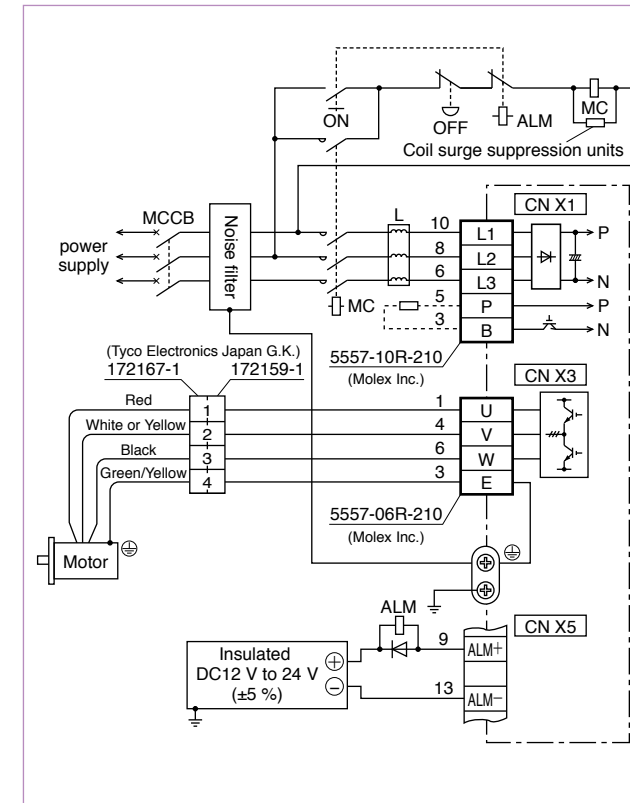 ON
OFF
ALM
MC
Coil surge suppression units
MCCB
power
supply
Noise filter
L
MC
10
8
6
5
3
L1
L2
L3
P
B
CN X1
P
N
P
N
5557-10R-210
(Molex Inc.)
(Tyco Electronics Japan G.K.)
172167-1
172159-1
Red
White or Yellow
Black
Green/Yellow
1
2
3
4
1
4
6
3
U
V
W
E
CN X3
5557-06R-210
(Molex Inc.)
Motor
ALM
Insulated
DC12 V to 24 V
(±5 %)
+
−
9
13
ALM+
ALM−
CN X5